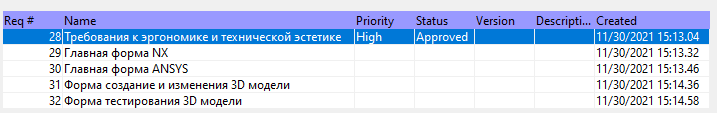 Req # Name Priority Status Version Descripti... Created
28 Требования к эргономике и технической эстетике High Approved 11/30/2021 15:13.04
29 Главная форма NX 11/30/2021 15:13.32
30 Главная форма ANSYS 11/30/2021 15:13.46
31 Форма создание и изменения 3D модели 11/30/2021 15:14.36
32 Форма тестирования 3D модели 11/30/2021 15:14.58